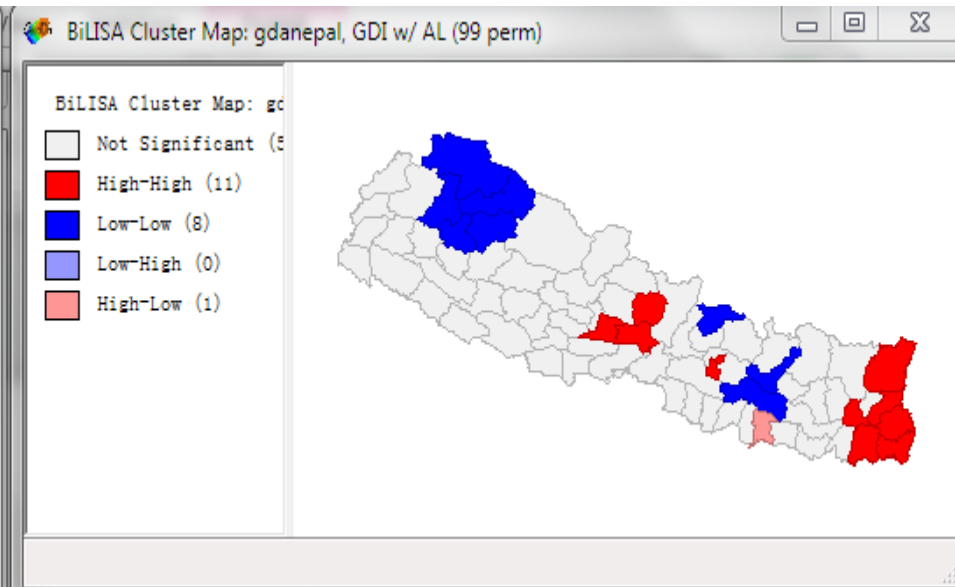 BiLISA Cluster Map: gdanepal, GDI w/ AL (99 perm)
BiLISA Cluster Map: gd
Not Significant (5
High-High (11)
Low-Low (8)
Low-High (0)
High-Low (1)